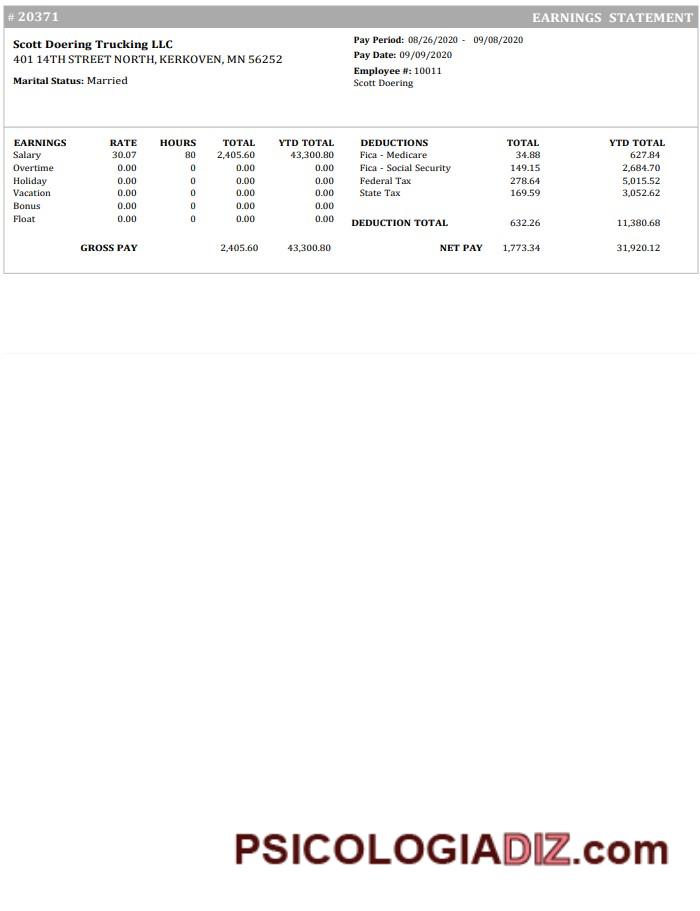 # 20371 EARNINGS STATEMENT
Scott Doering Trucking LLC
401 14TH STREET NORTH, KERKOVEN, MN 56252
Marital Status: Married
Pay Period: 08/26/2020 - 09/08/2020
Pay Date: 09/09/2020
Employee #: 10011
Scott Doering
EARNINGS RATE HOURS TOTAL YTD TOTAL
Salary 30.07 80 2,405.60 43,300.80
Overtime 0.00 0 0.00 0.00
Holiday 0.00 0 0.00 0.00
Vacation 0.00 0 0.00 0.00
Bonus 0.00 0 0.00 0.00
Float 0.00 0 0.00 0.00
GROSS PAY 2,405.60 43,300.80
DEDUCTIONS TOTAL YTD TOTAL
Fica - Medicare 34.88 627.84
Fica - Social Security 149.15 2,684.70
Federal Tax 278.64 5,015.52
State Tax 169.59 3,052.62
DEDUCTION TOTAL 632.26 11,380.68
NET PAY 1,773.34 31,920.12
PSICOLOGIADIZ.com